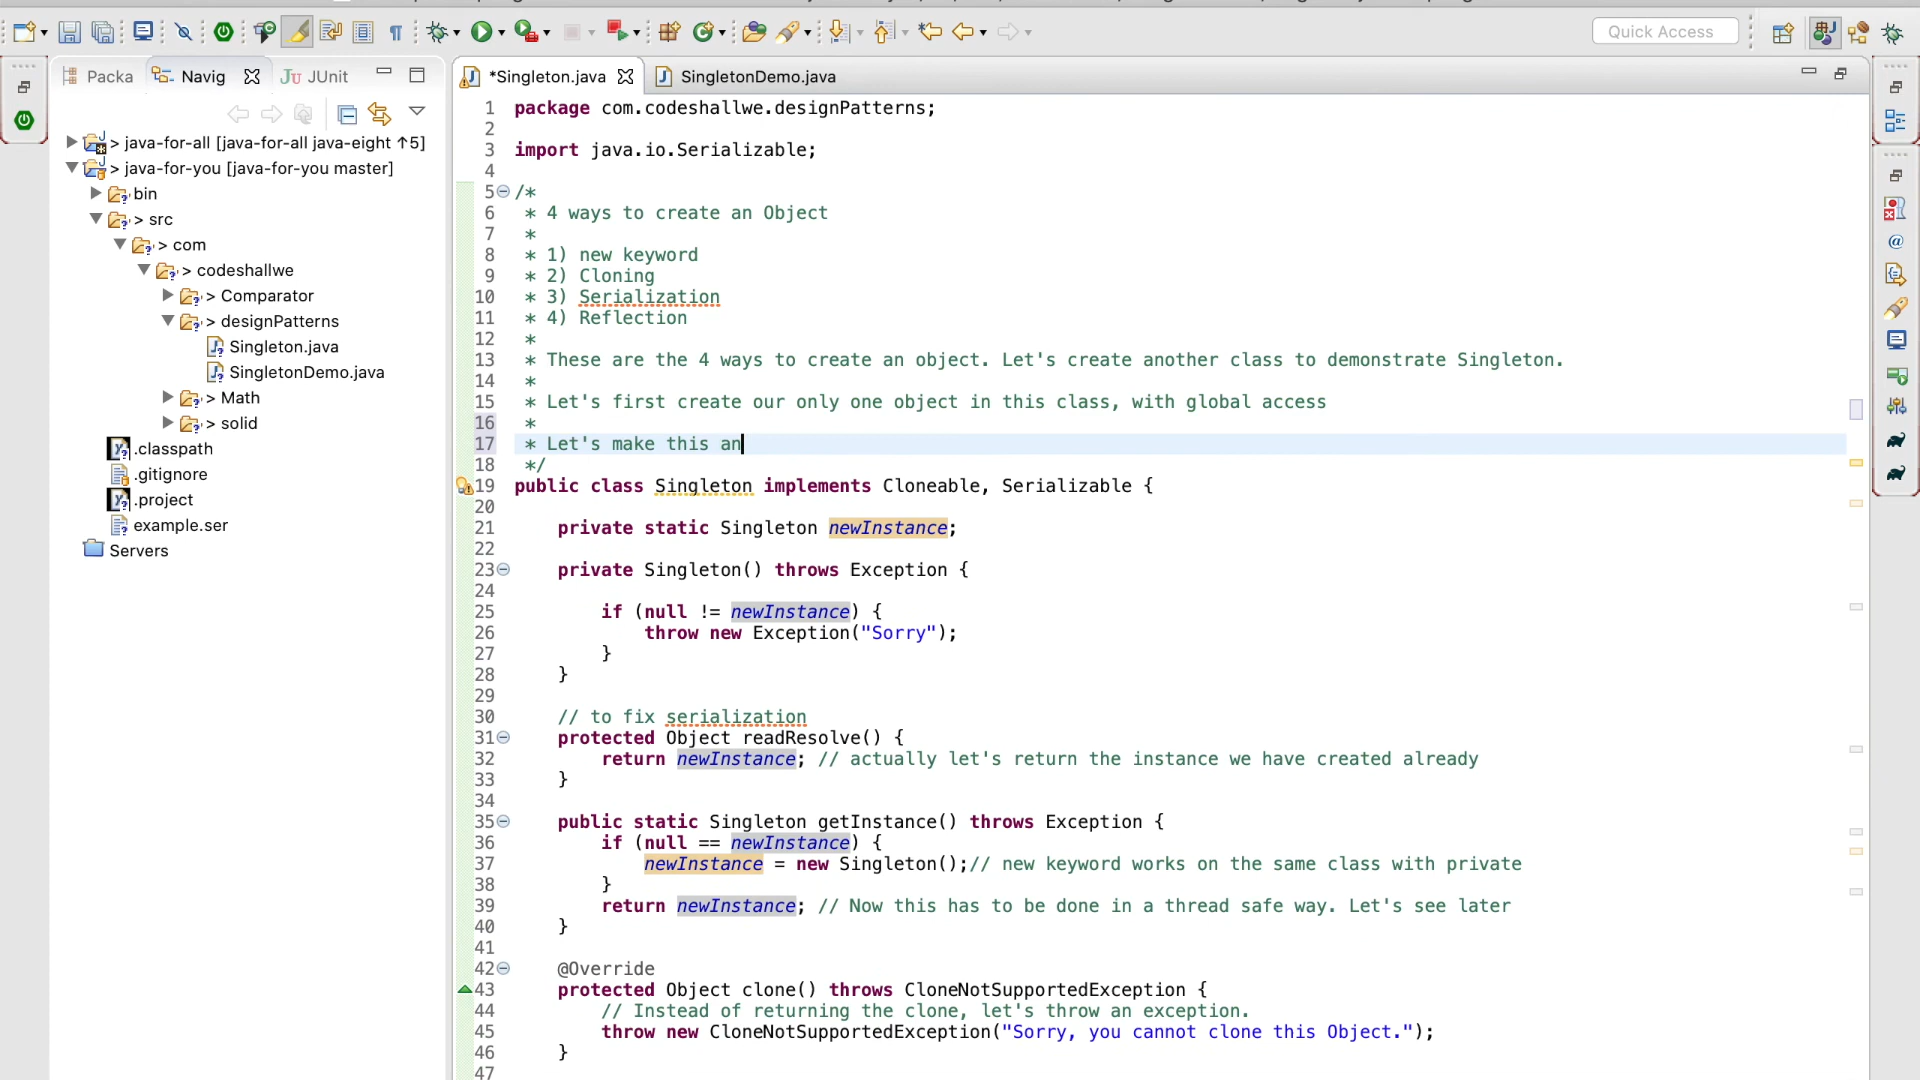 Quick Access
Packa
Navig
JUnit
*Singleton.java
SingletonDemo.java
> java-for-all [java-for-all java-eight ↑5]
> java-for-you [java-for-you master]
bin
> src
> com
> codeshallwe
> Comparator
> designPatterns
Singleton.java
SingletonDemo.java
> Math
> solid
.classpath
.gitignore
.project
example.ser
Servers
1 package com.codeshallwe.designPatterns;
2
3 import java.io.Serializable;
4
5 /*
6 * 4 ways to create an Object
7 *
8 * 1) new keyword
9 * 2) Cloning
10 * 3) Serialization
11 * 4) Reflection
12 *
13 * These are the 4 ways to create an object. Let's create another class to demonstrate Singleton.
14 *
15 * Let's first create our only one object in this class, with global access
16 *
17 * Let's make this an
18 */
19 public class Singleton implements Cloneable, Serializable {
20
21 private static Singleton newInstance;
22
23 private Singleton() throws Exception {
24
25 if (null != newInstance) {
26 throw new Exception("Sorry");
27 }
28 }
29
30 // to fix serialization
31 protected Object readResolve() {
32 return newInstance; // actually let's return the instance we have created already
33 }
34
35 public static Singleton getInstance() throws Exception {
36 if (null == newInstance) {
37 newInstance = new Singleton();// new keyword works on the same class with private
38 }
39 return newInstance; // Now this has to be done in a thread safe way. Let's see later
40 }
41
42 @Override
43 protected Object clone() throws CloneNotSupportedException {
44 // Instead of returning the clone, let's throw an exception.
45 throw new CloneNotSupportedException("Sorry, you cannot clone this Object.");
46 }
47